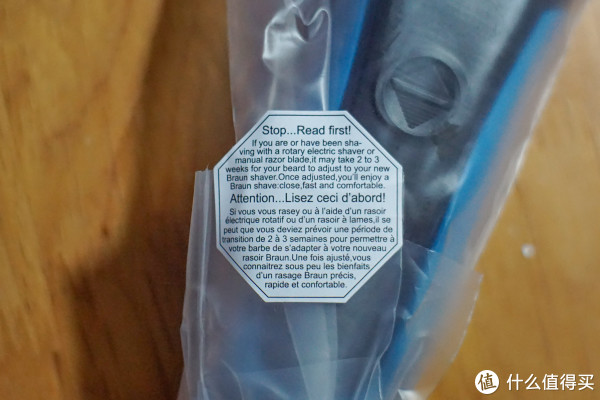 Stop...Read first!
If you are or have been sha-
ving with a rotary electric shaver or
manual razor blade,it may take 2 to 3
weeks for your beard to adjust to your new
Braun shaver.Once adjusted,you'll enjoy a
Braun shave:close,fast and comfortable.
Attention...Lisez ceci d'abord!
Si vous vous rasey ou à l'aide d'un rasoir
électrique rotatif ou d'un rasoir à lames,il se
peut que vous deviez prévoir une période de
transition de 2 à 3 semaines pour permettre à
votre barbe de s'adapter à votre nouveau
rasoir Braun.Une fois ajusté,vous
connaitrez sous peu les bienfaits
d'un rasage Braun précis,
rapide et confortable.
值 什么值得买